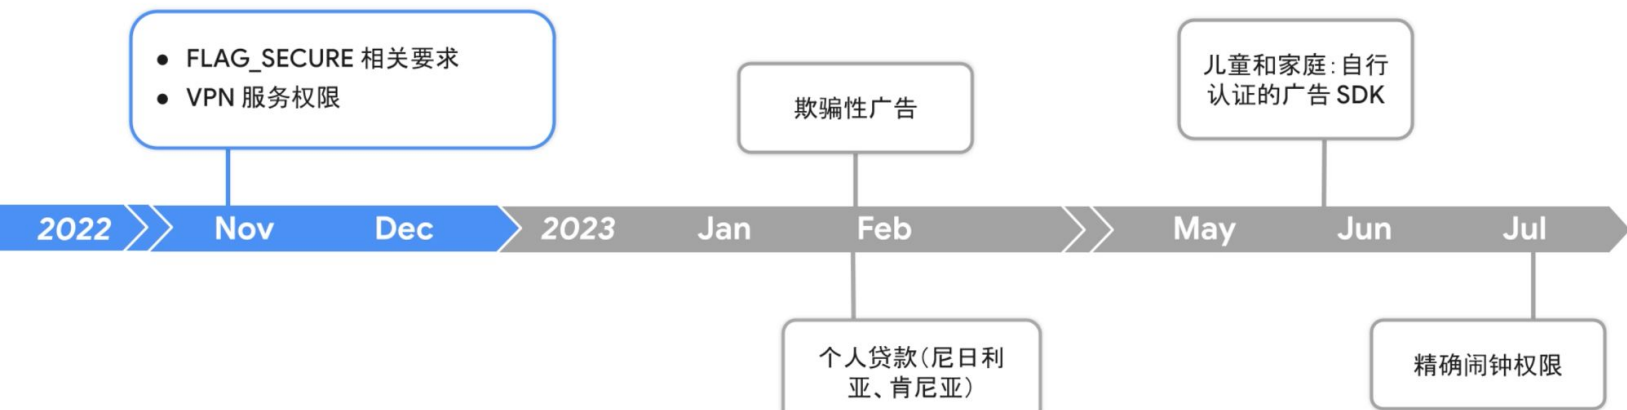 ● FLAG_SECURE 相关要求
● VPN 服务权限
欺骗性广告
儿童和家庭：自行
认证的广告 SDK
2022 Nov Dec 2023 Jan Feb May Jun Jul
个人贷款（尼日利
亚、肯尼亚）
精确闹钟权限